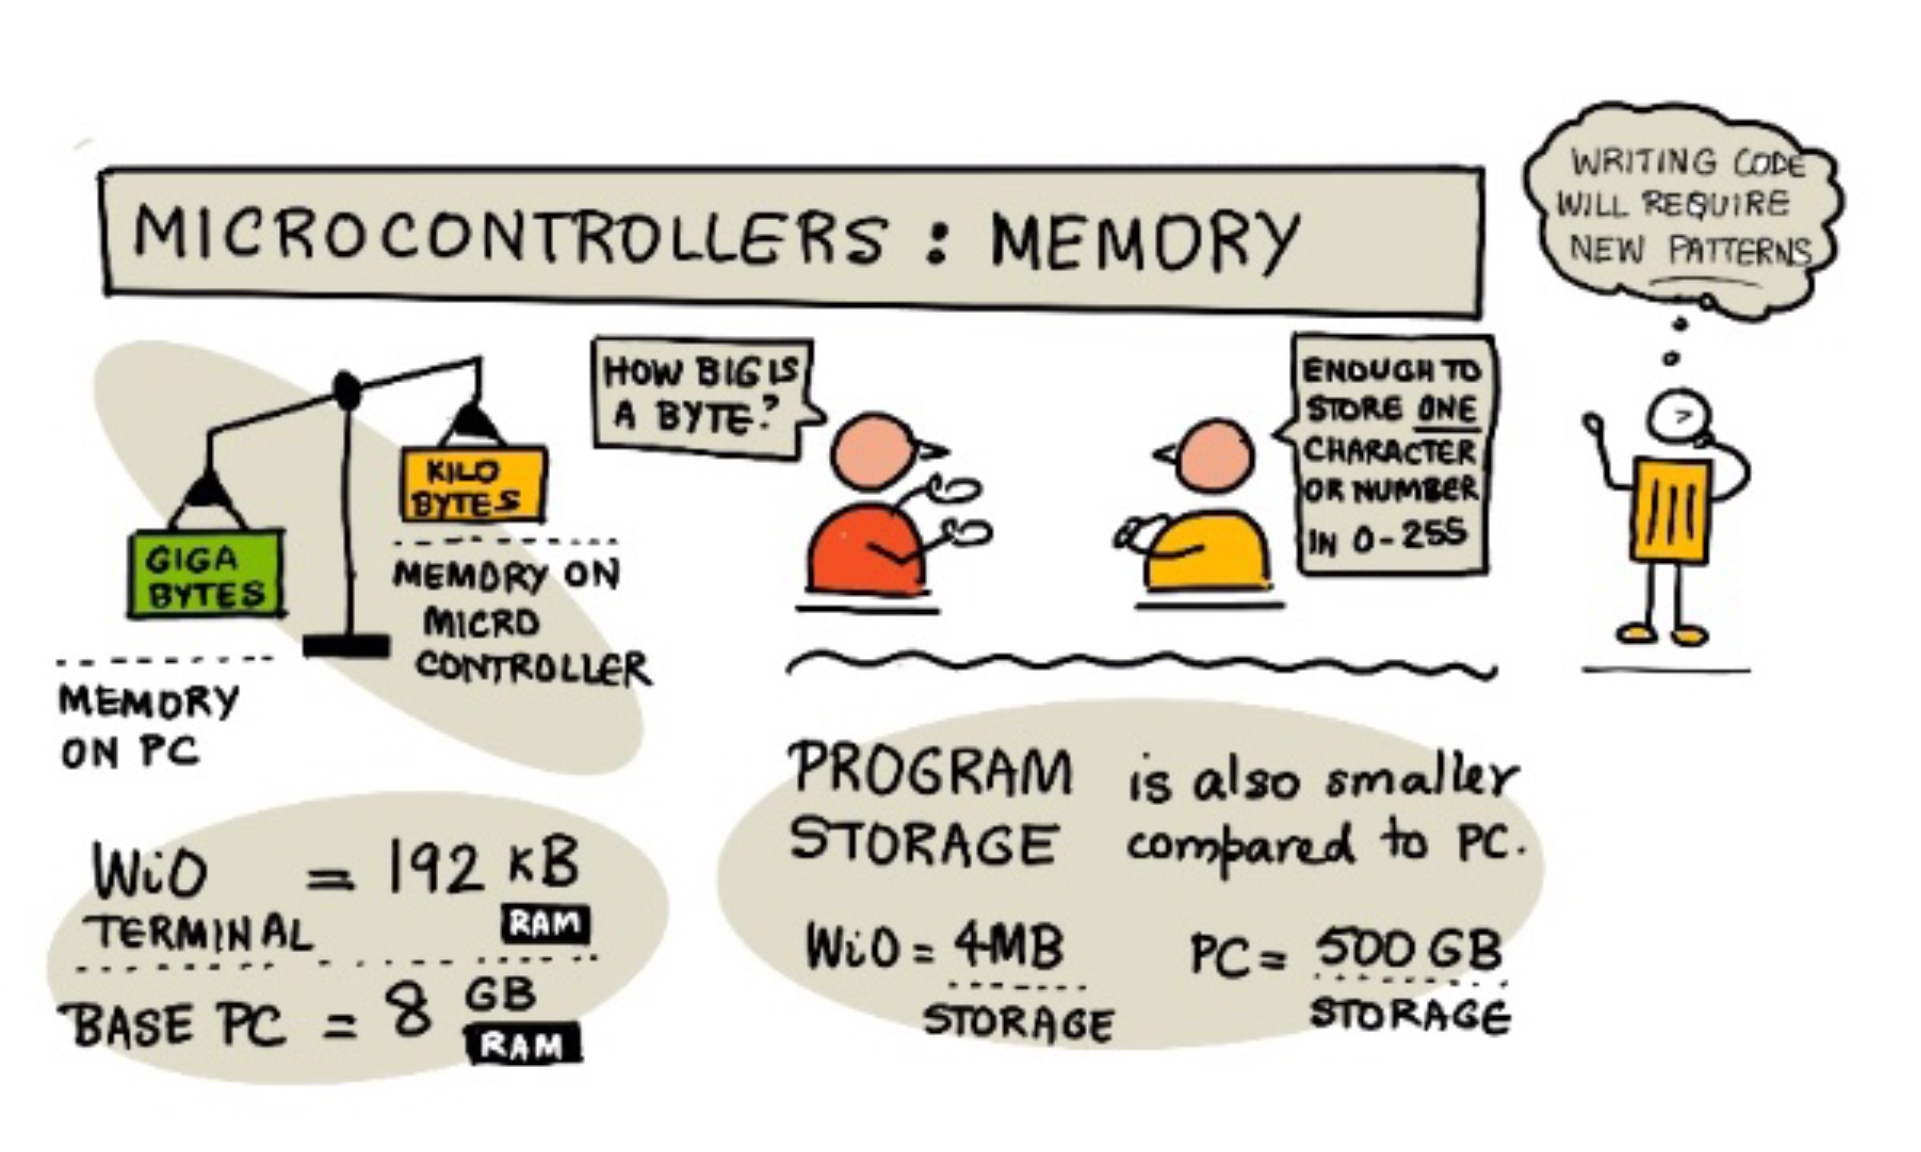 MICROCONTROLLERS : MEMORY
WRITING CODE
WILL REQUIRE
NEW PATTERNS
GIGA
BYTES
KILO
BYTES
MEMORY ON
MICRO
CONTROLLER
MEMORY
ON PC
HOW BIG IS
A BYTE?
ENOUGH TO
STORE ONE
CHARACTER
OR NUMBER
IN 0-255
WiO = 192 KB
TERMINAL RAM
BASE PC = 8 GB
RAM
PROGRAM is also smaller
STORAGE compared to PC.
WiO = 4MB PC = 500 GB
STORAGE STORAGE